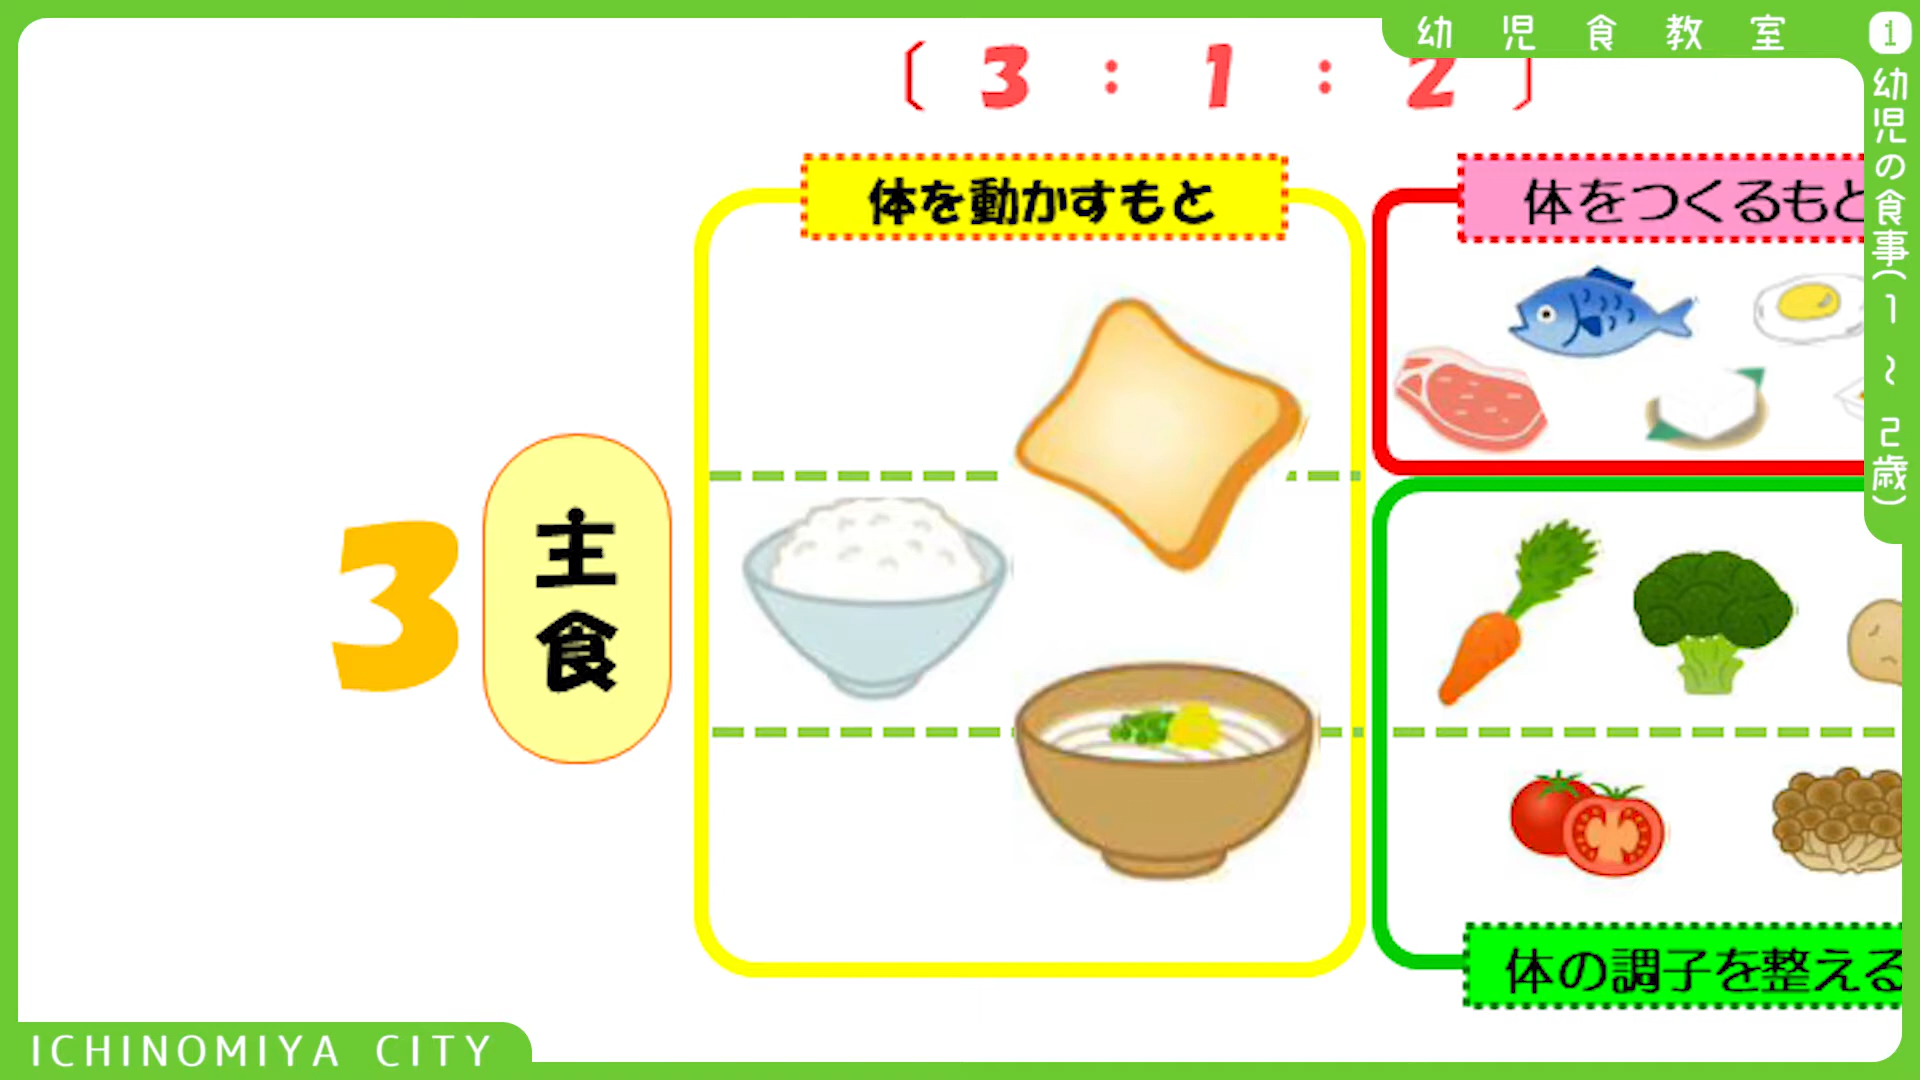 幼児食教室
1 幼児の食事(1~2歳)
〔3:1:2〕
体を動かすもと
体をつくるもと
3
主食
体の調子を整える
ICHINOMIYA CITY